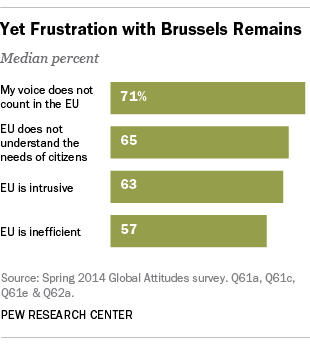 Yet Frustration with Brussels Remains
Median percent
My voice does not
count in the EU
71%
EU does not
understand the
needs of citizens
65
EU is intrusive
63
EU is inefficient
57
Source: Spring 2014 Global Attitudes survey. Q61a, Q61c,
Q61e & Q62a.
PEW RESEARCH CENTER